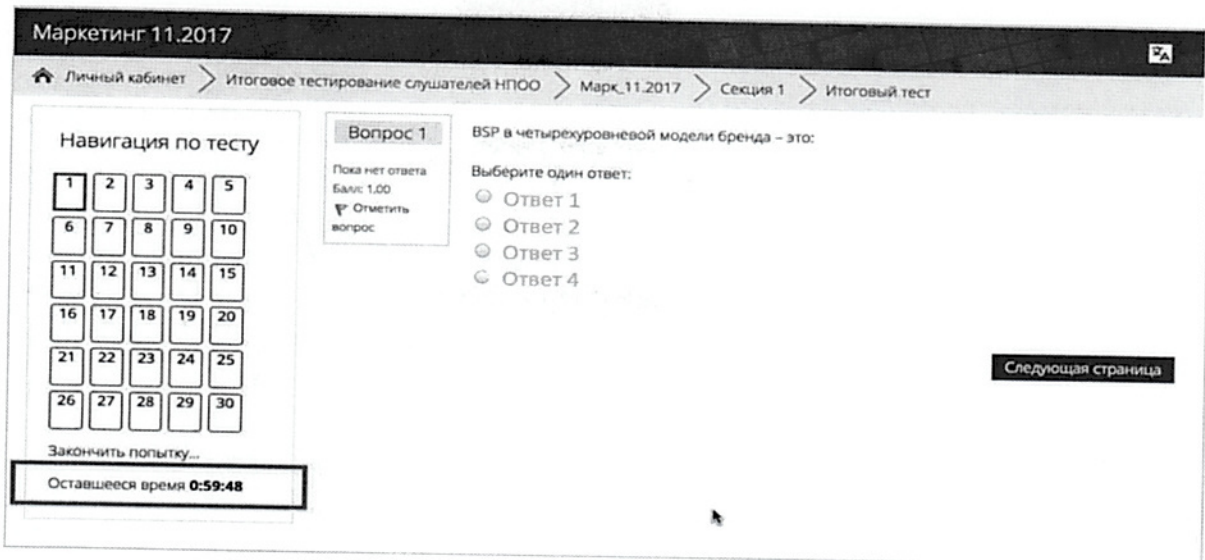 Маркетинг 11.2017
Личный кабинет Итоговое тестирование слушателей НПОО Марк_11.2017 Секция 1 Итоговый тест
Навигация по тесту
1 2 3 4 5
6 7 8 9 10
11 12 13 14 15
16 17 18 19 20
21 22 23 24 25
26 27 28 29 30
Закончить попытку...
Оставшееся время 0:59:48
Вопрос 1
Пока нет ответа
Балл: 1,00
Отметить
вопрос
BSP в четырехуровневой модели бренда – это:
Выберите один ответ:
Ответ 1
Ответ 2
Ответ 3
Ответ 4
Следующая страница